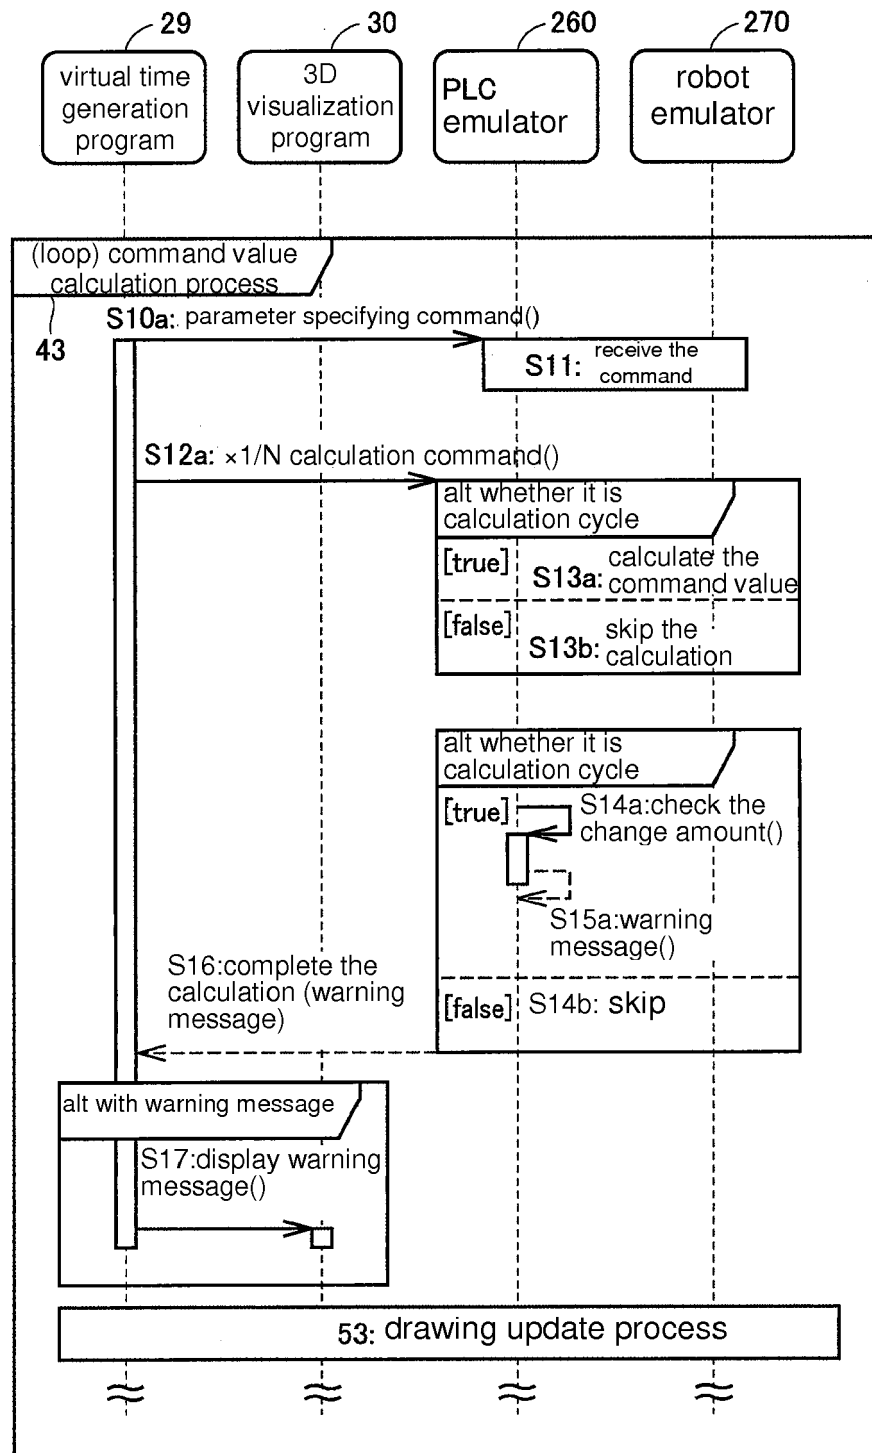 29
30
260
270
virtual time
generation
program
3D
visualization
program
PLC
emulator
robot
emulator
(loop) command value
calculation process
43
S10a: parameter specifying command()
S11: receive the
command
S12a: ×1/N calculation command()
alt whether it is
calculation cycle
[true]
S13a: calculate the
command value
[false]
S13b: skip the
calculation
alt whether it is
calculation cycle
[true]
S14a:check the
change amount()
S15a:warning
message()
S16:complete the
calculation (warning
message)
[false] S14b: skip
alt with warning message
S17:display warning
message()
53: drawing update process